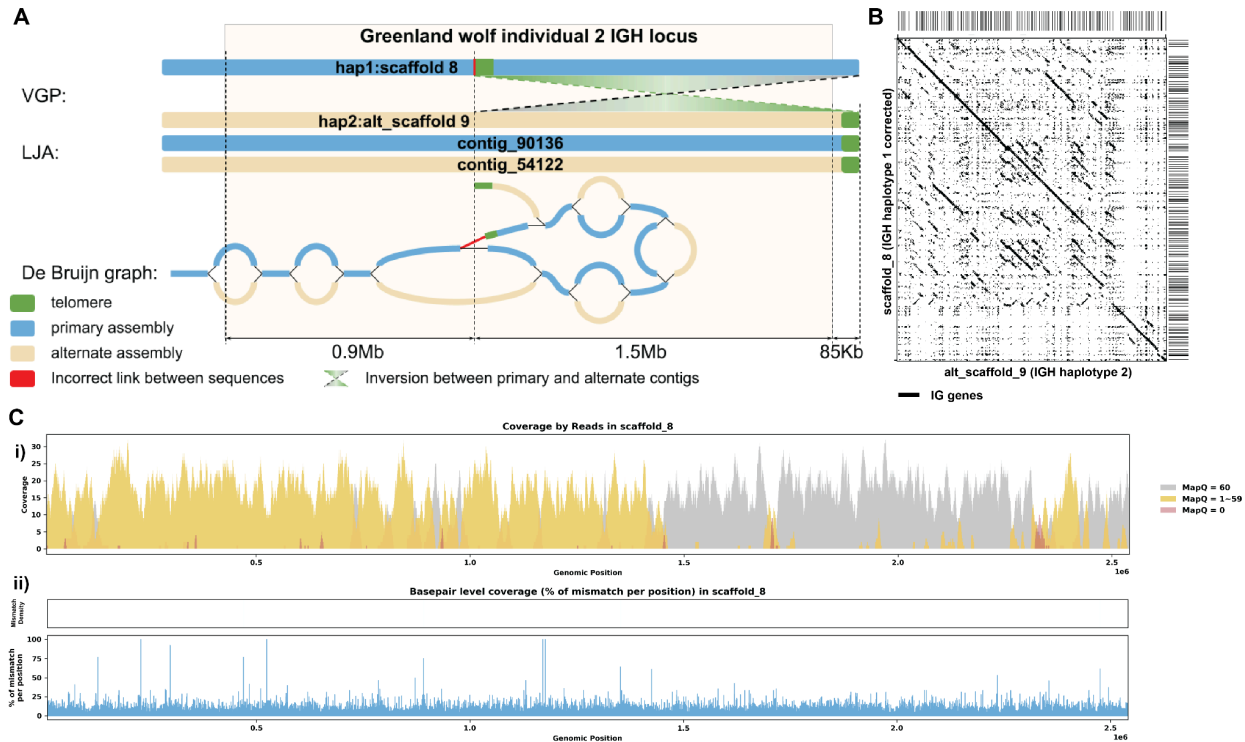 A
Greenland wolf individual 2 IGH locus
hap1:scaffold 8
VGP:
hap2:alt_scaffold 9
LJA:
contig_90136
contig_54122
De Bruijn graph:
telomere
primary assembly
alternate assembly
Incorrect link between sequences
Inversion between primary and alternate contigs
0.9Mb
1.5Mb
85Kb
B
scaffold_8 (IGH haplotype 1 corrected)
alt_scaffold_9 (IGH haplotype 2)
IG genes
C
i)
Coverage by Reads in scaffold_8
Coverage
30
25
20
15
10
5
0
0.5
1.0
1.5
2.0
2.5
1e6
Genomic Position
MapQ = 60
MapQ = 1~59
MapQ = 0
ii)
Basepair level coverage (% of mismatch per position) in scaffold_8
Mismatch
Density
% of mismatch
per position
100
75
50
25
0
0.5
1.0
1.5
2.0
2.5
1e6
Genomic Position